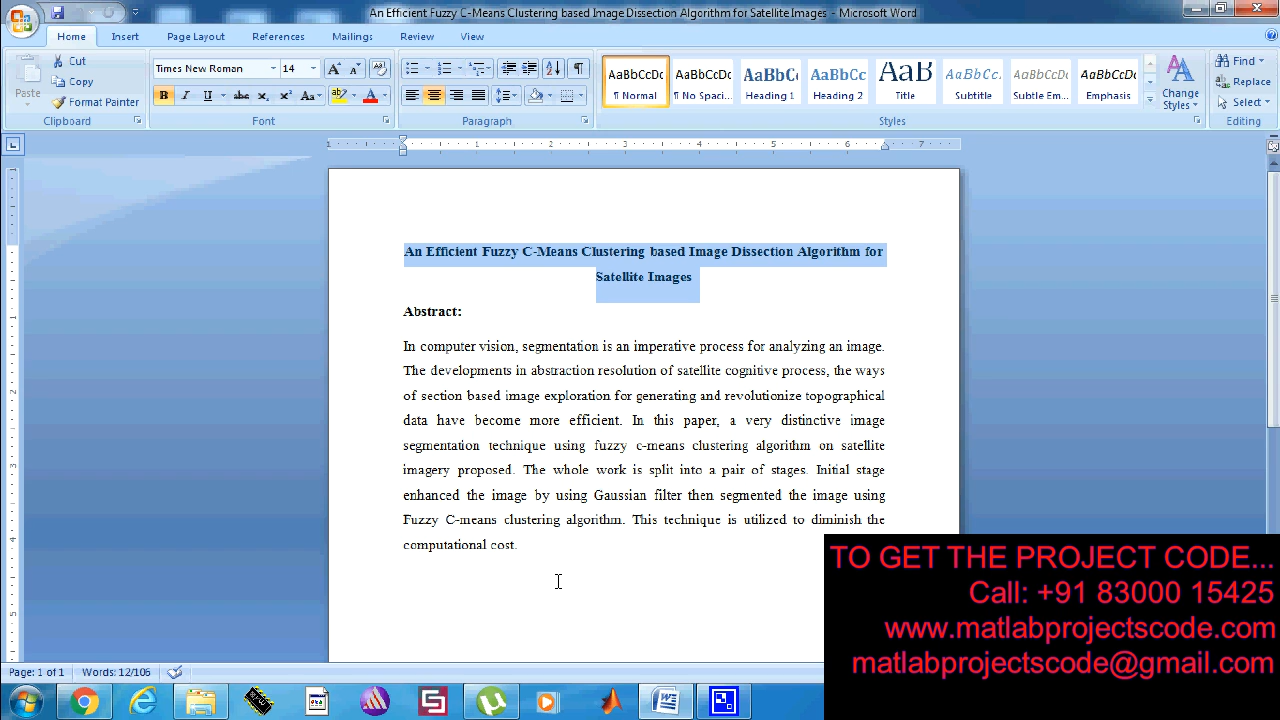 An Efficient Fuzzy C-Means Clustering based Image Dissection Algorithm for Satellite Images - Microsoft Word
Home Insert Page Layout References Mailings Review View
Paste
Cut
Copy
Format Painter
Clipboard
Times New Roman 14
Font
Paragraph
AaBbCcDc AaBbCcDc AaBbCc AaBbCc AaB AaBbCc. AaBbCcDc AaBbCcDc
¶ Normal ¶ No Spaci... Heading 1 Heading 2 Title Subtitle Subtle Em... Emphasis
Change
Styles
Styles
Find
Replace
Select
Editing
1 1 2 3 4 5 6 7
An Efficient Fuzzy C-Means Clustering based Image Dissection Algorithm for
Satellite Images
Abstract:
In computer vision, segmentation is an imperative process for analyzing an image.
The developments in abstraction resolution of satellite cognitive process, the ways
of section based image exploration for generating and revolutionize topographical
data have become more efficient. In this paper, a very distinctive image
segmentation technique using fuzzy c-means clustering algorithm on satellite
imagery proposed. The whole work is split into a pair of stages. Initial stage
enhanced the image by using Gaussian filter then segmented the image using
Fuzzy C-means clustering algorithm. This technique is utilized to diminish the
computational cost.
TO GET THE PROJECT CODE...
Call: +91 83000 15425
www.matlabprojectscode.com
matlabprojectscode@gmail.com
Page: 1 of 1 Words: 12/106